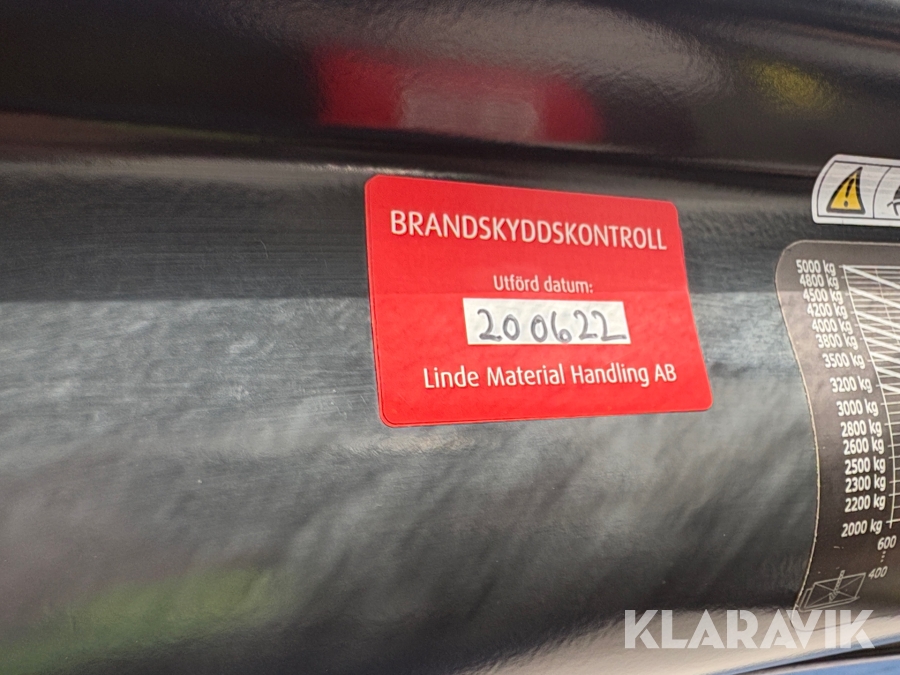 BRANDSKYDDSKONTROLL
Utförd datum:
200622
Linde Material Handling AB
5000 kg
4800 kg
4500 kg
4200 kg
4000 kg
3800 kg
3500 kg
3200 kg
3000 kg
2800 kg
2600 kg
2500 kg
2300 kg
2200 kg
2000 kg
600
400
KLARAVIK